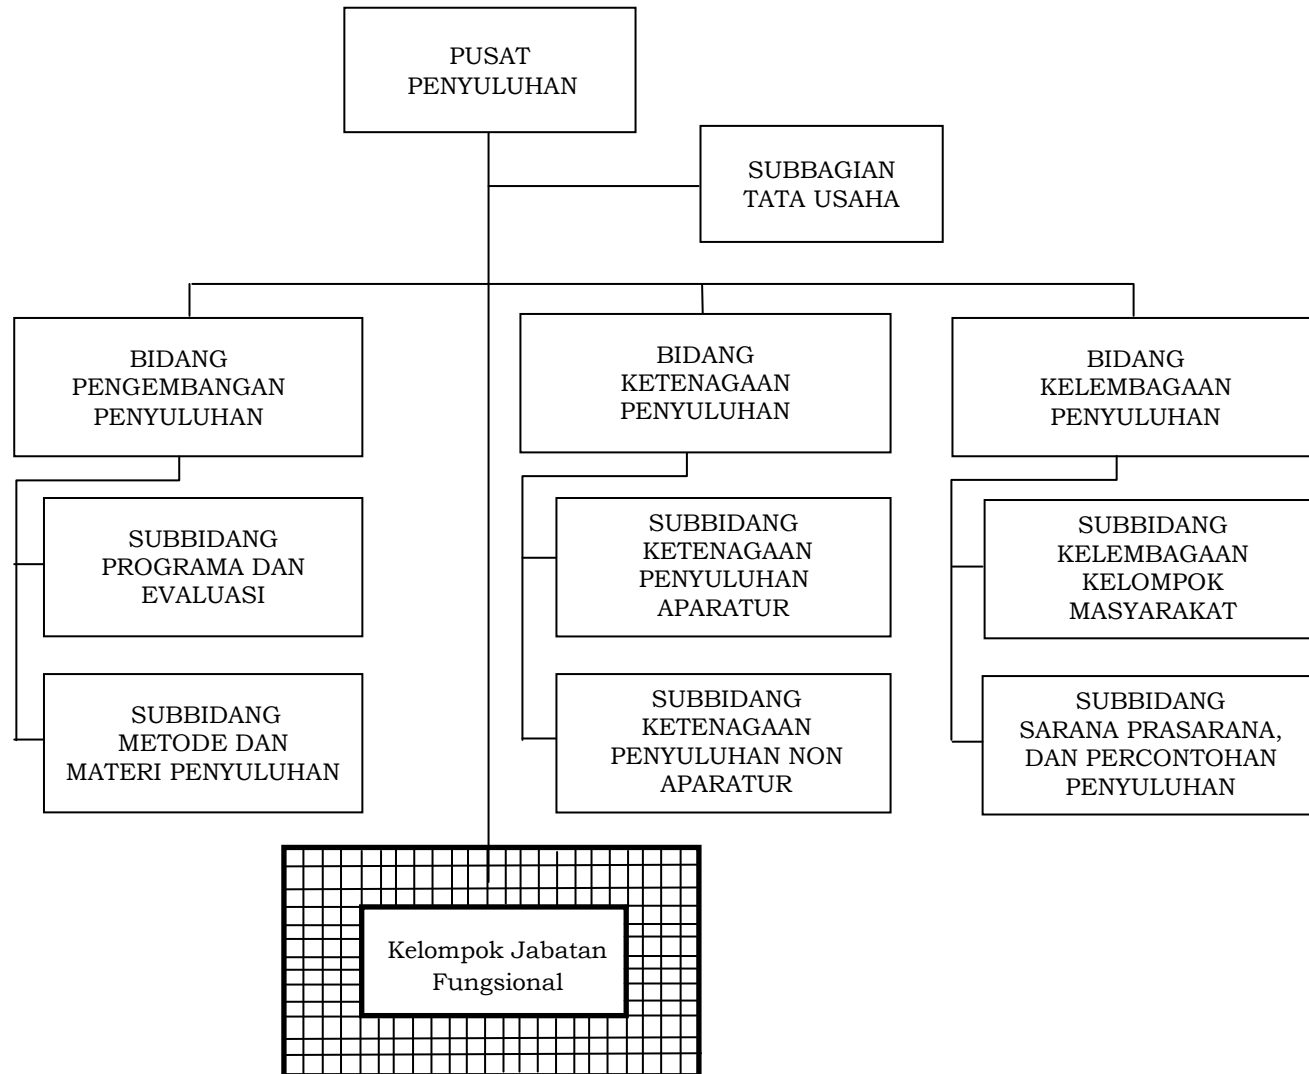 PUSAT
PENYULUHAN
SUBBAGIAN
TATA USAHA
BIDANG
PENGEMBANGAN
PENYULUHAN
BIDANG
KETENAGAAN
PENYULUHAN
BIDANG
KELEMBAGAAN
PENYULUHAN
SUBBIDANG
PROGRAMA DAN
EVALUASI
SUBBIDANG
KETENAGAAN
PENYULUHAN
APARATUR
SUBBIDANG
KELEMBAGAAN
KELOMPOK
MASYARAKAT
SUBBIDANG
METODE DAN
MATERI PENYULUHAN
SUBBIDANG
KETENAGAAN
PENYULUHAN NON
APARATUR
SUBBIDANG
SARANA PRASARANA,
DAN PERCONTOHAN
PENYULUHAN
Kelompok Jabatan
Fungsional